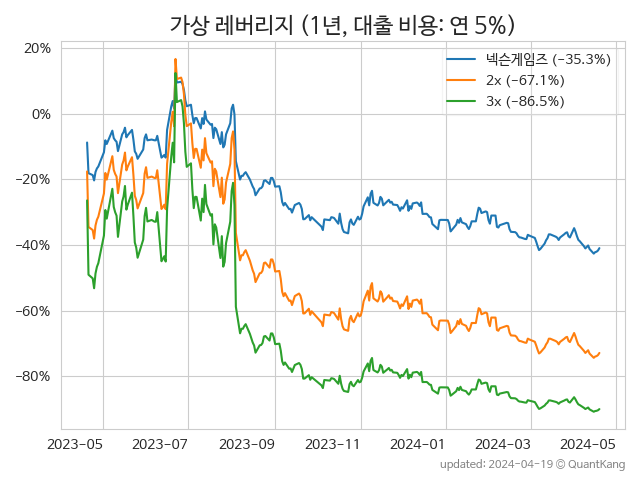 가상 레버리지 (1년, 대출 비용: 연 5%)
넥슨게임즈 (−35.3%)
2x (−67.1%)
3x (−86.5%)
20%
0%
−20%
−40%
−60%
−80%
2023-05 2023-07 2023-09 2023-11 2024-01 2024-03 2024-05
updated: 2024-04-19 © QuantKang